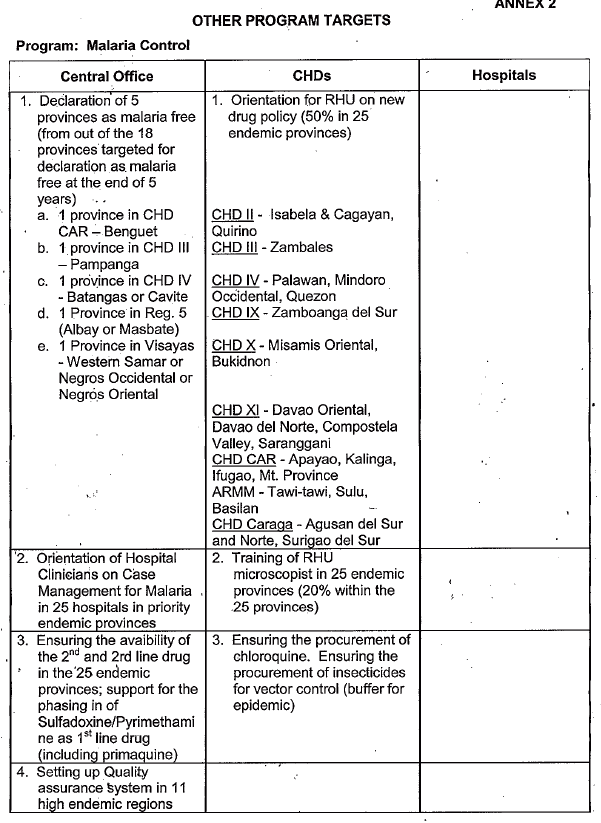 ANNEX 2
OTHER PROGRAM TARGETS
Program: Malaria Control
Central Office
CHDs
Hospitals
1. Declaration of 5
provinces as malaria free
(from out of the 18
provinces targeted for
declaration as malaria
free at the end of 5
years)
a. 1 province in CHD
CAR – Benguet
b. 1 province in CHD III
– Pampanga
c. 1 province in CHD IV
- Batangas or Cavite
d. 1 Province in Reg. 5
(Albay or Masbate)
e. 1 Province in Visayas
- Western Samar or
Negros Occidental or
Negros Oriental
1. Orientation for RHU on new
drug policy (50% in 25
endemic provinces)
CHD II - Isabela & Cagayan,
Quirino
CHD III - Zambales
CHD IV - Palawan, Mindoro
Occidental, Quezon
CHD IX - Zamboanga del Sur
CHD X - Misamis Oriental,
Bukidnon
CHD XI - Davao Oriental,
Davao del Norte, Compostela
Valley, Saranggani
CHD CAR - Apayao, Kalinga,
Ifugao, Mt. Province
ARMM - Tawi-tawi, Sulu,
Basilan
CHD Caraga - Agusan del Sur
and Norte, Surigao del Sur
2. Orientation of Hospital
Clinicians on Case
Management for Malaria
in 25 hospitals in priority
endemic provinces
2. Training of RHU
microscopist in 25 endemic
provinces (20% within the
25 provinces)
3. Ensuring the avaibility of
the 2nd and 2rd line drug
in the 25 endemic
provinces; support for the
phasing in of
Sulfadoxine/Pyrimethami
ne as 1st line drug
(including primaquine)
3. Ensuring the procurement of
chloroquine. Ensuring the
procurement of insecticides
for vector control (buffer for
epidemic)
4. Setting up Quality
assurance system in 11
high endemic regions